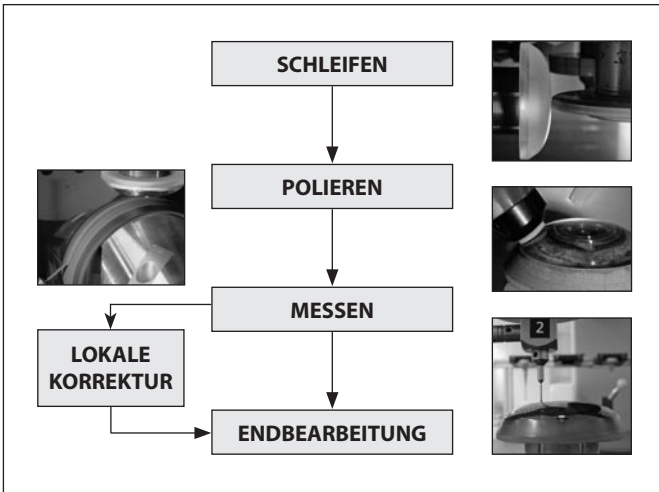 SCHLEIFEN
POLIEREN
MESSEN
2
LOKALE
KORREKTUR
ENDBEARBEITUNG